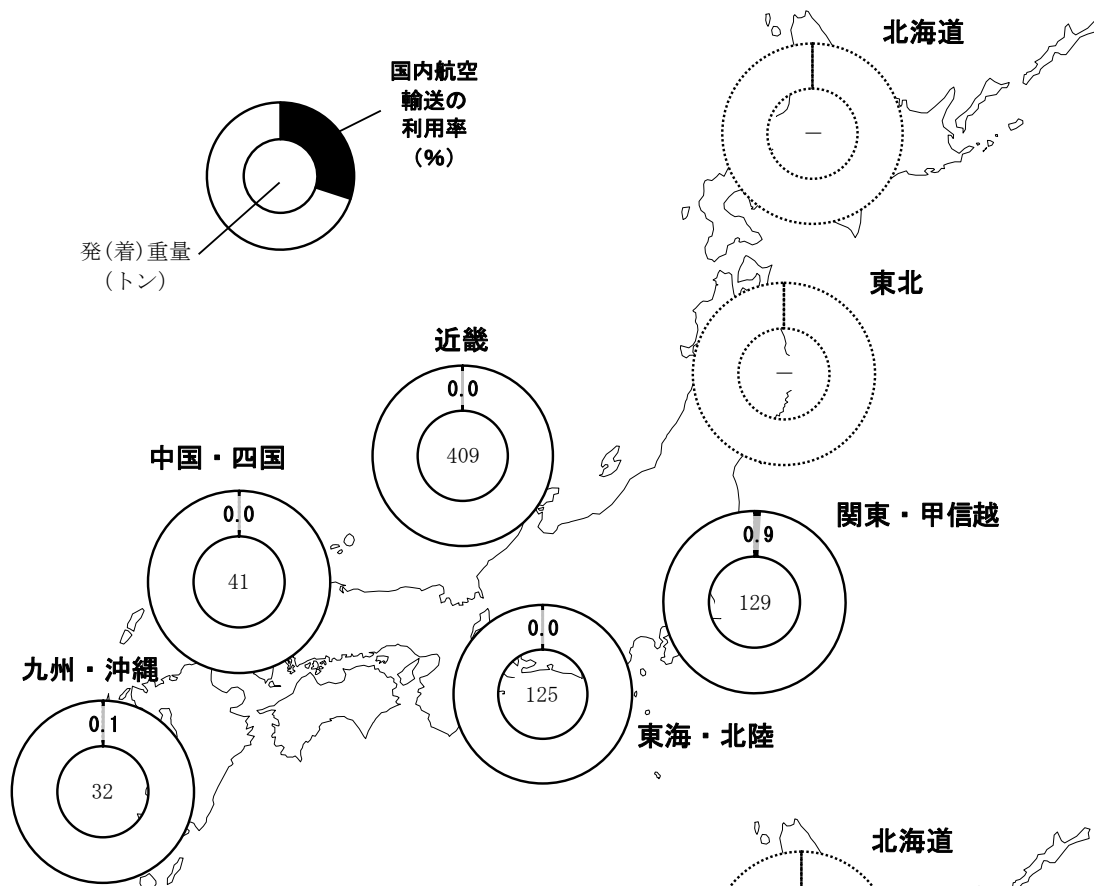 北海道
国内航空
輸送の
利用率
(%)
発(着)重量
(トン)
—
東北
—
近畿
0.0
409
中国・四国
0.0
41
関東・甲信越
0.9
129
九州・沖縄
0.1
32
0.0
125
東海・北陸
北海道